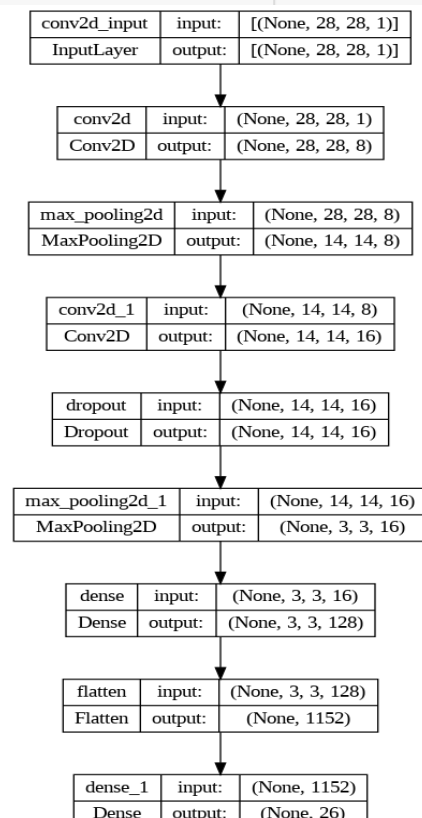 conv2d_input input: [(None, 28, 28, 1)]
InputLayer output: [(None, 28, 28, 1)]
conv2d input: (None, 28, 28, 1)
Conv2D output: (None, 28, 28, 8)
max_pooling2d input: (None, 28, 28, 8)
MaxPooling2D output: (None, 14, 14, 8)
conv2d_1 input: (None, 14, 14, 8)
Conv2D output: (None, 14, 14, 16)
dropout input: (None, 14, 14, 16)
Dropout output: (None, 14, 14, 16)
max_pooling2d_1 input: (None, 14, 14, 16)
MaxPooling2D output: (None, 3, 3, 16)
dense input: (None, 3, 3, 16)
Dense output: (None, 3, 3, 128)
flatten input: (None, 3, 3, 128)
Flatten output: (None, 1152)
dense_1 input: (None, 1152)
Dense output: (None, 26)